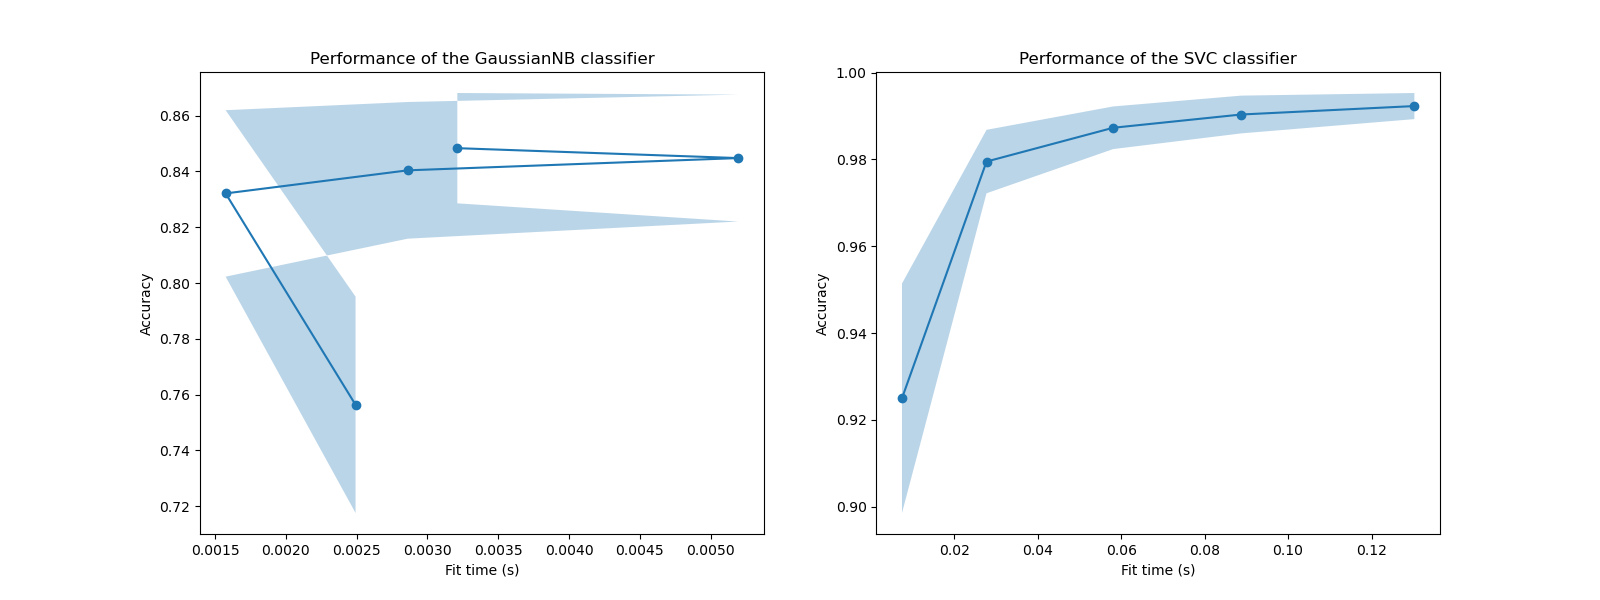 Performance of the GaussianNB classifier
Accuracy
0.86
0.84
0.82
0.80
0.78
0.76
0.74
0.72
0.0015 0.0020 0.0025 0.0030 0.0035 0.0040 0.0045 0.0050
Fit time (s)
Performance of the SVC classifier
Accuracy
1.00
0.98
0.96
0.94
0.92
0.90
0.02 0.04 0.06 0.08 0.10 0.12
Fit time (s)